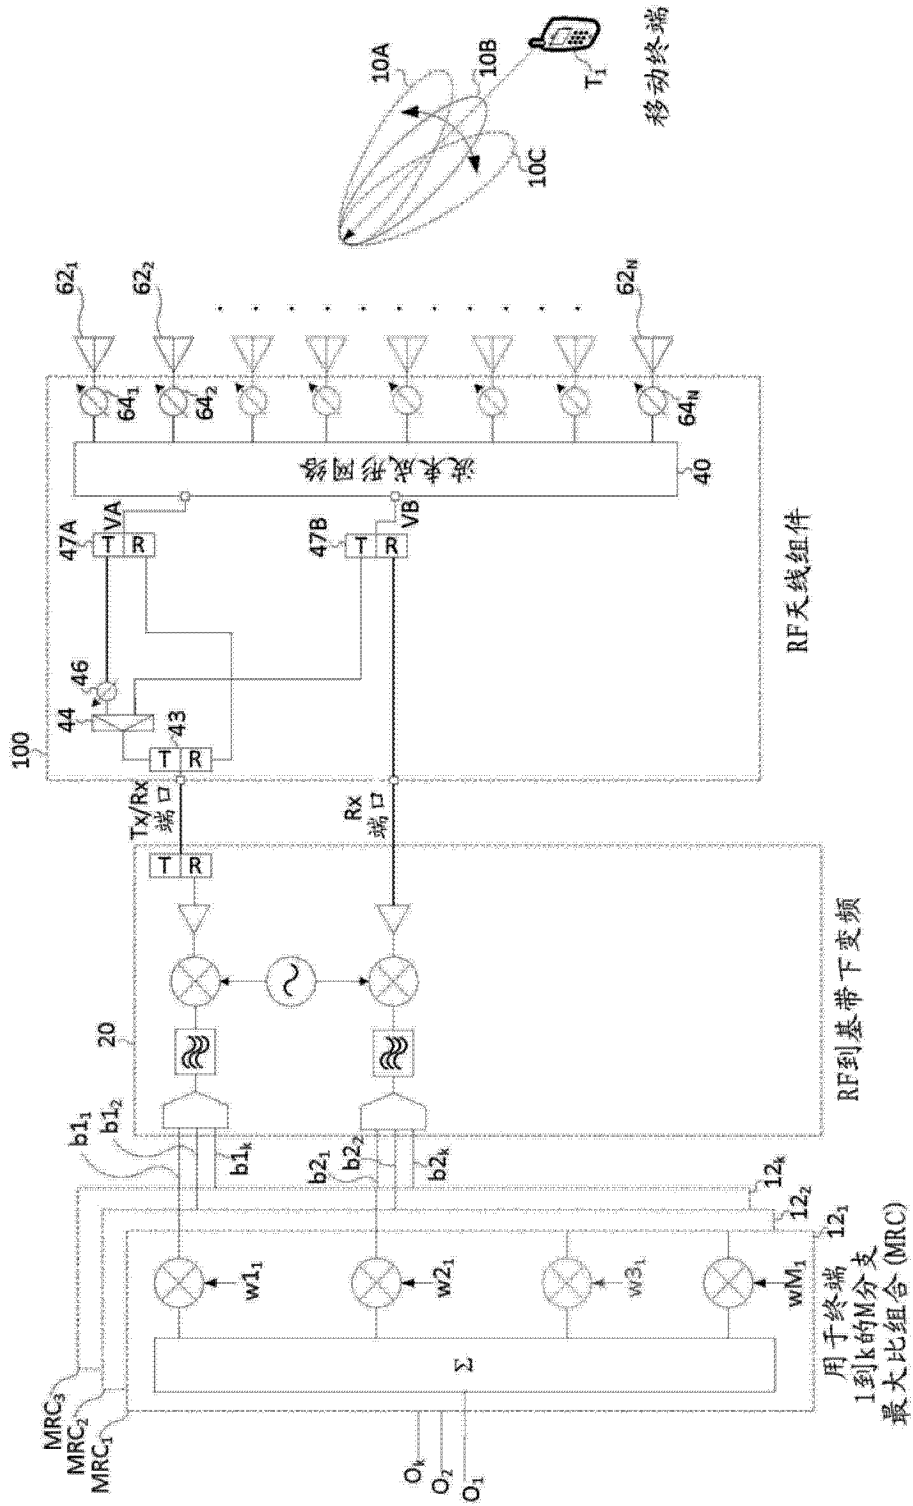 MRC₃
MRC₂
MRC₁
Oₖ
O₂
O₁
Σ
w1₁
w2₁
w3₁
wM₁
12ₖ
12₂
12₁
用于终端
1到k的M分支
最大比组合(MRC)
b1₁
b1₂
b1ₖ
b2₁
b2₂
b2ₖ
20
T R
RF到基带下变频
Tx/Rx
端口
Rx
端口
100
T R
43
44
46
47A
T R
VA
47B
T R
VB
波束成形网络
40
64₁
64₂
64N
RF天线组件
62₁
62₂
62N
10A
10B
10C
T₁
移动终端